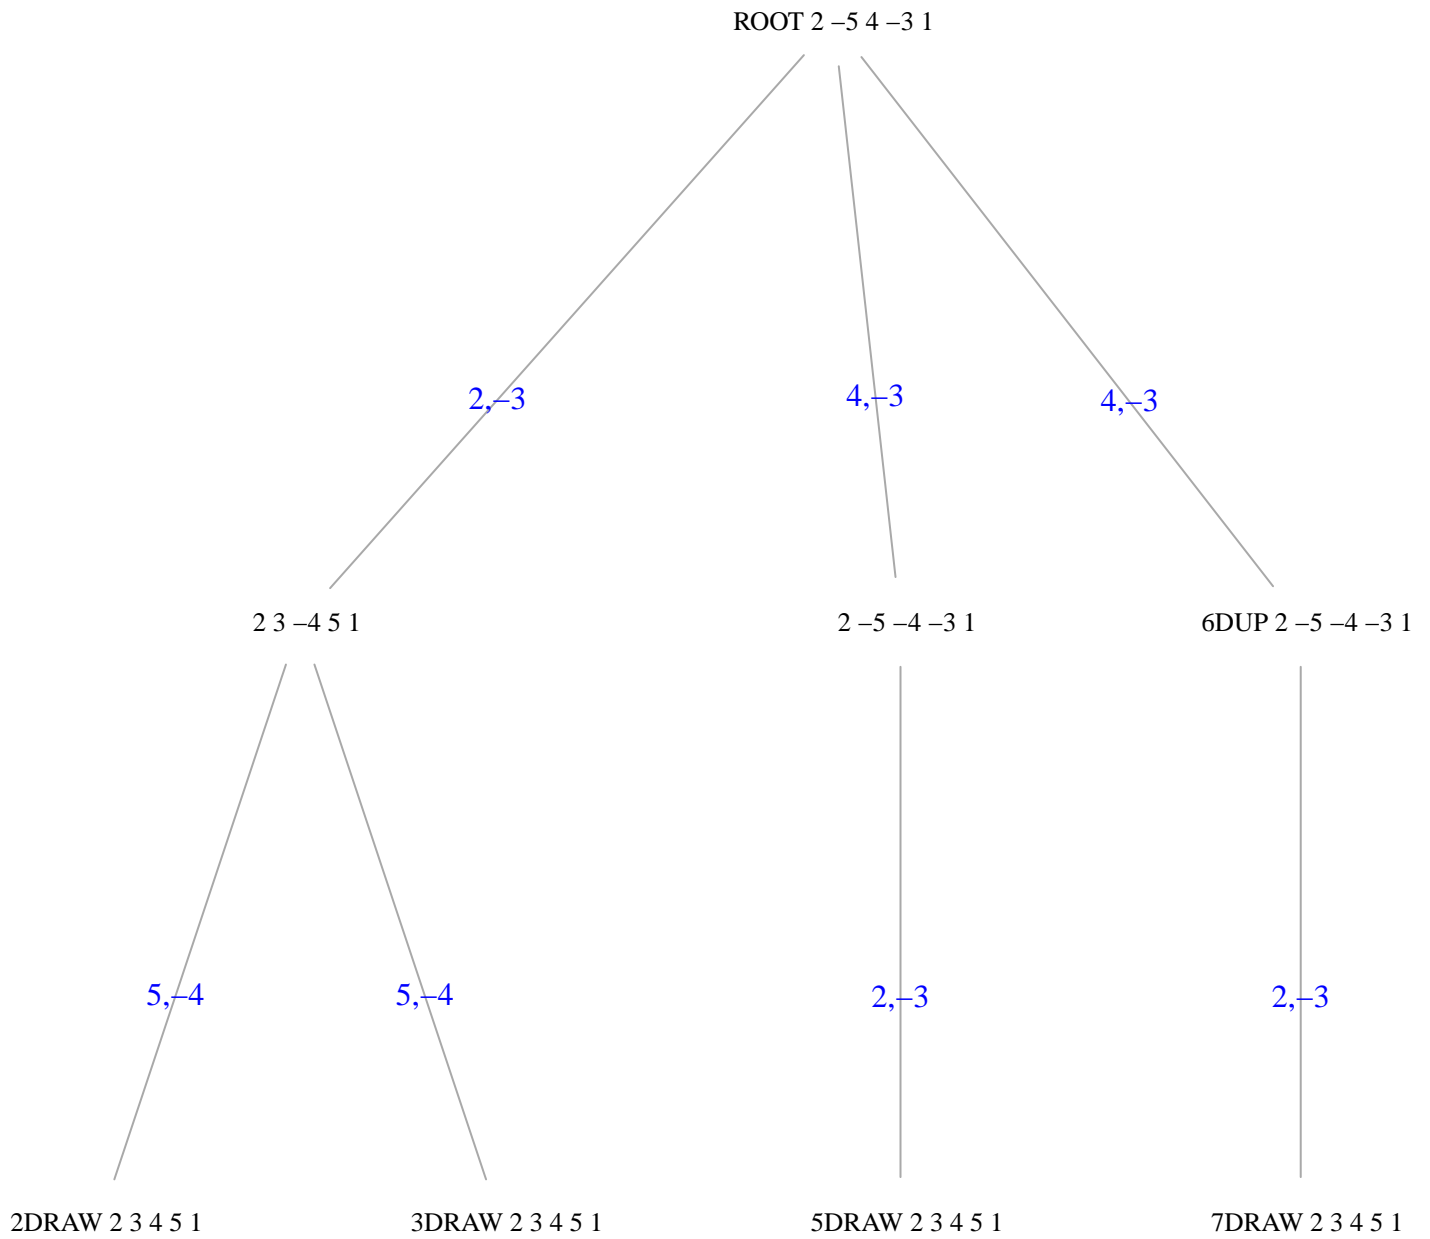 ROOT 2 –5 4 –3 1
2,–3
4,–3
4,–3
2 3 –4 5 1
2 –5 –4 –3 1
6DUP 2 –5 –4 –3 1
5,–4
5,–4
2,–3
2,–3
2DRAW 2 3 4 5 1
3DRAW 2 3 4 5 1
5DRAW 2 3 4 5 1
7DRAW 2 3 4 5 1